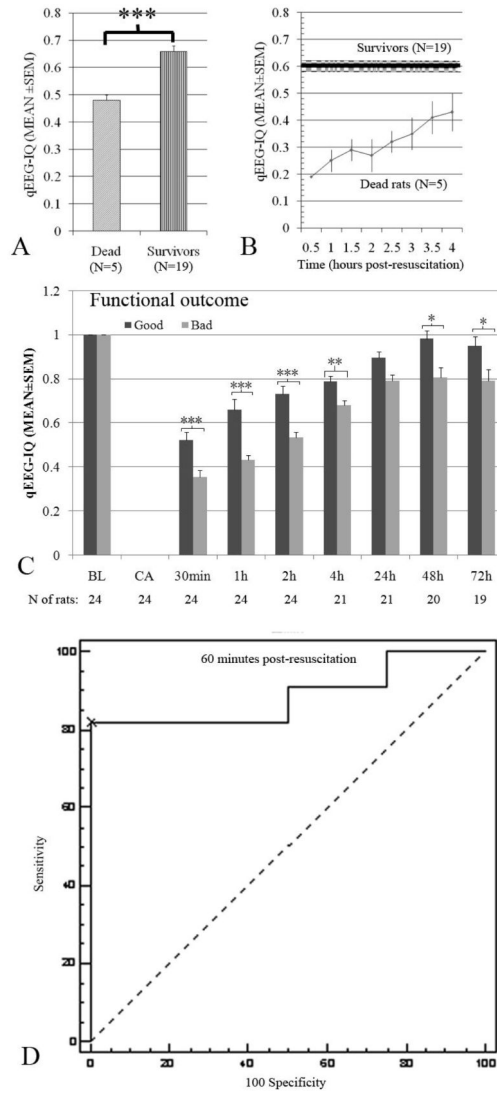 ***
qEEG-IQ (MEAN ±SEM)
0.8
0.7
0.6
0.5
0.4
0.3
0.2
0.1
0
Dead
(N=5)
Survivors
(N=19)
A
qEEG-IQ (MEAN±SEM)
0.8
0.7
0.6
0.5
0.4
0.3
0.2
0.1
0
Survivors (N=19)
Dead rats (N=5)
0.5 1 1.5 2 2.5 3 3.5 4
Time (hours post-resuscitation)
B
Functional outcome
Good Bad
qEEG-IQ (MEAN±SEM)
1.2
1
0.8
0.6
0.4
0.2
0
*** *** *** ** * *
C
BL CA 30min 1h 2h 4h 24h 48h 72h
N of rats: 24 24 24 24 24 21 21 20 19
60 minutes post-resuscitation
Sensitivity
100
80
60
40
20
0
0 20 40 60 80 100
100 Specificity
D